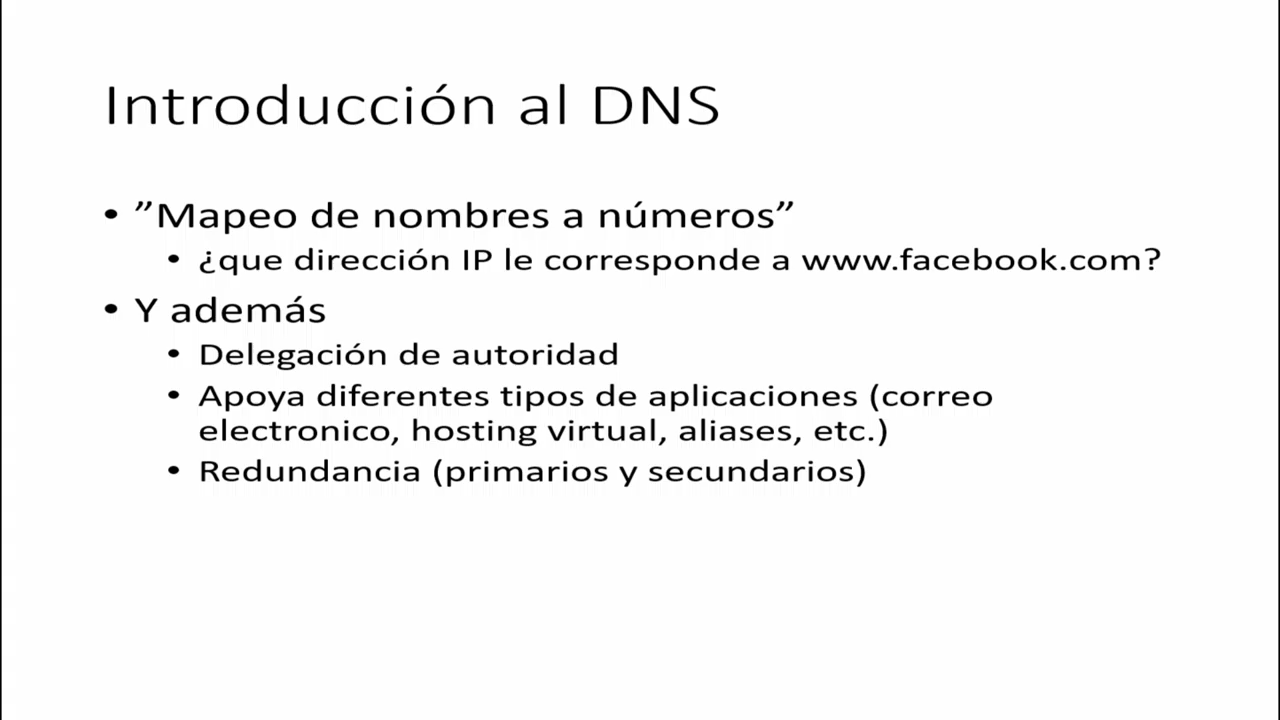 Introducción al DNS
• ”Mapeo de nombres a números”
• ¿que dirección IP le corresponde a www.facebook.com?
• Y además
• Delegación de autoridad
• Apoya diferentes tipos de aplicaciones (correo
electronico, hosting virtual, aliases, etc.)
• Redundancia (primarios y secundarios)